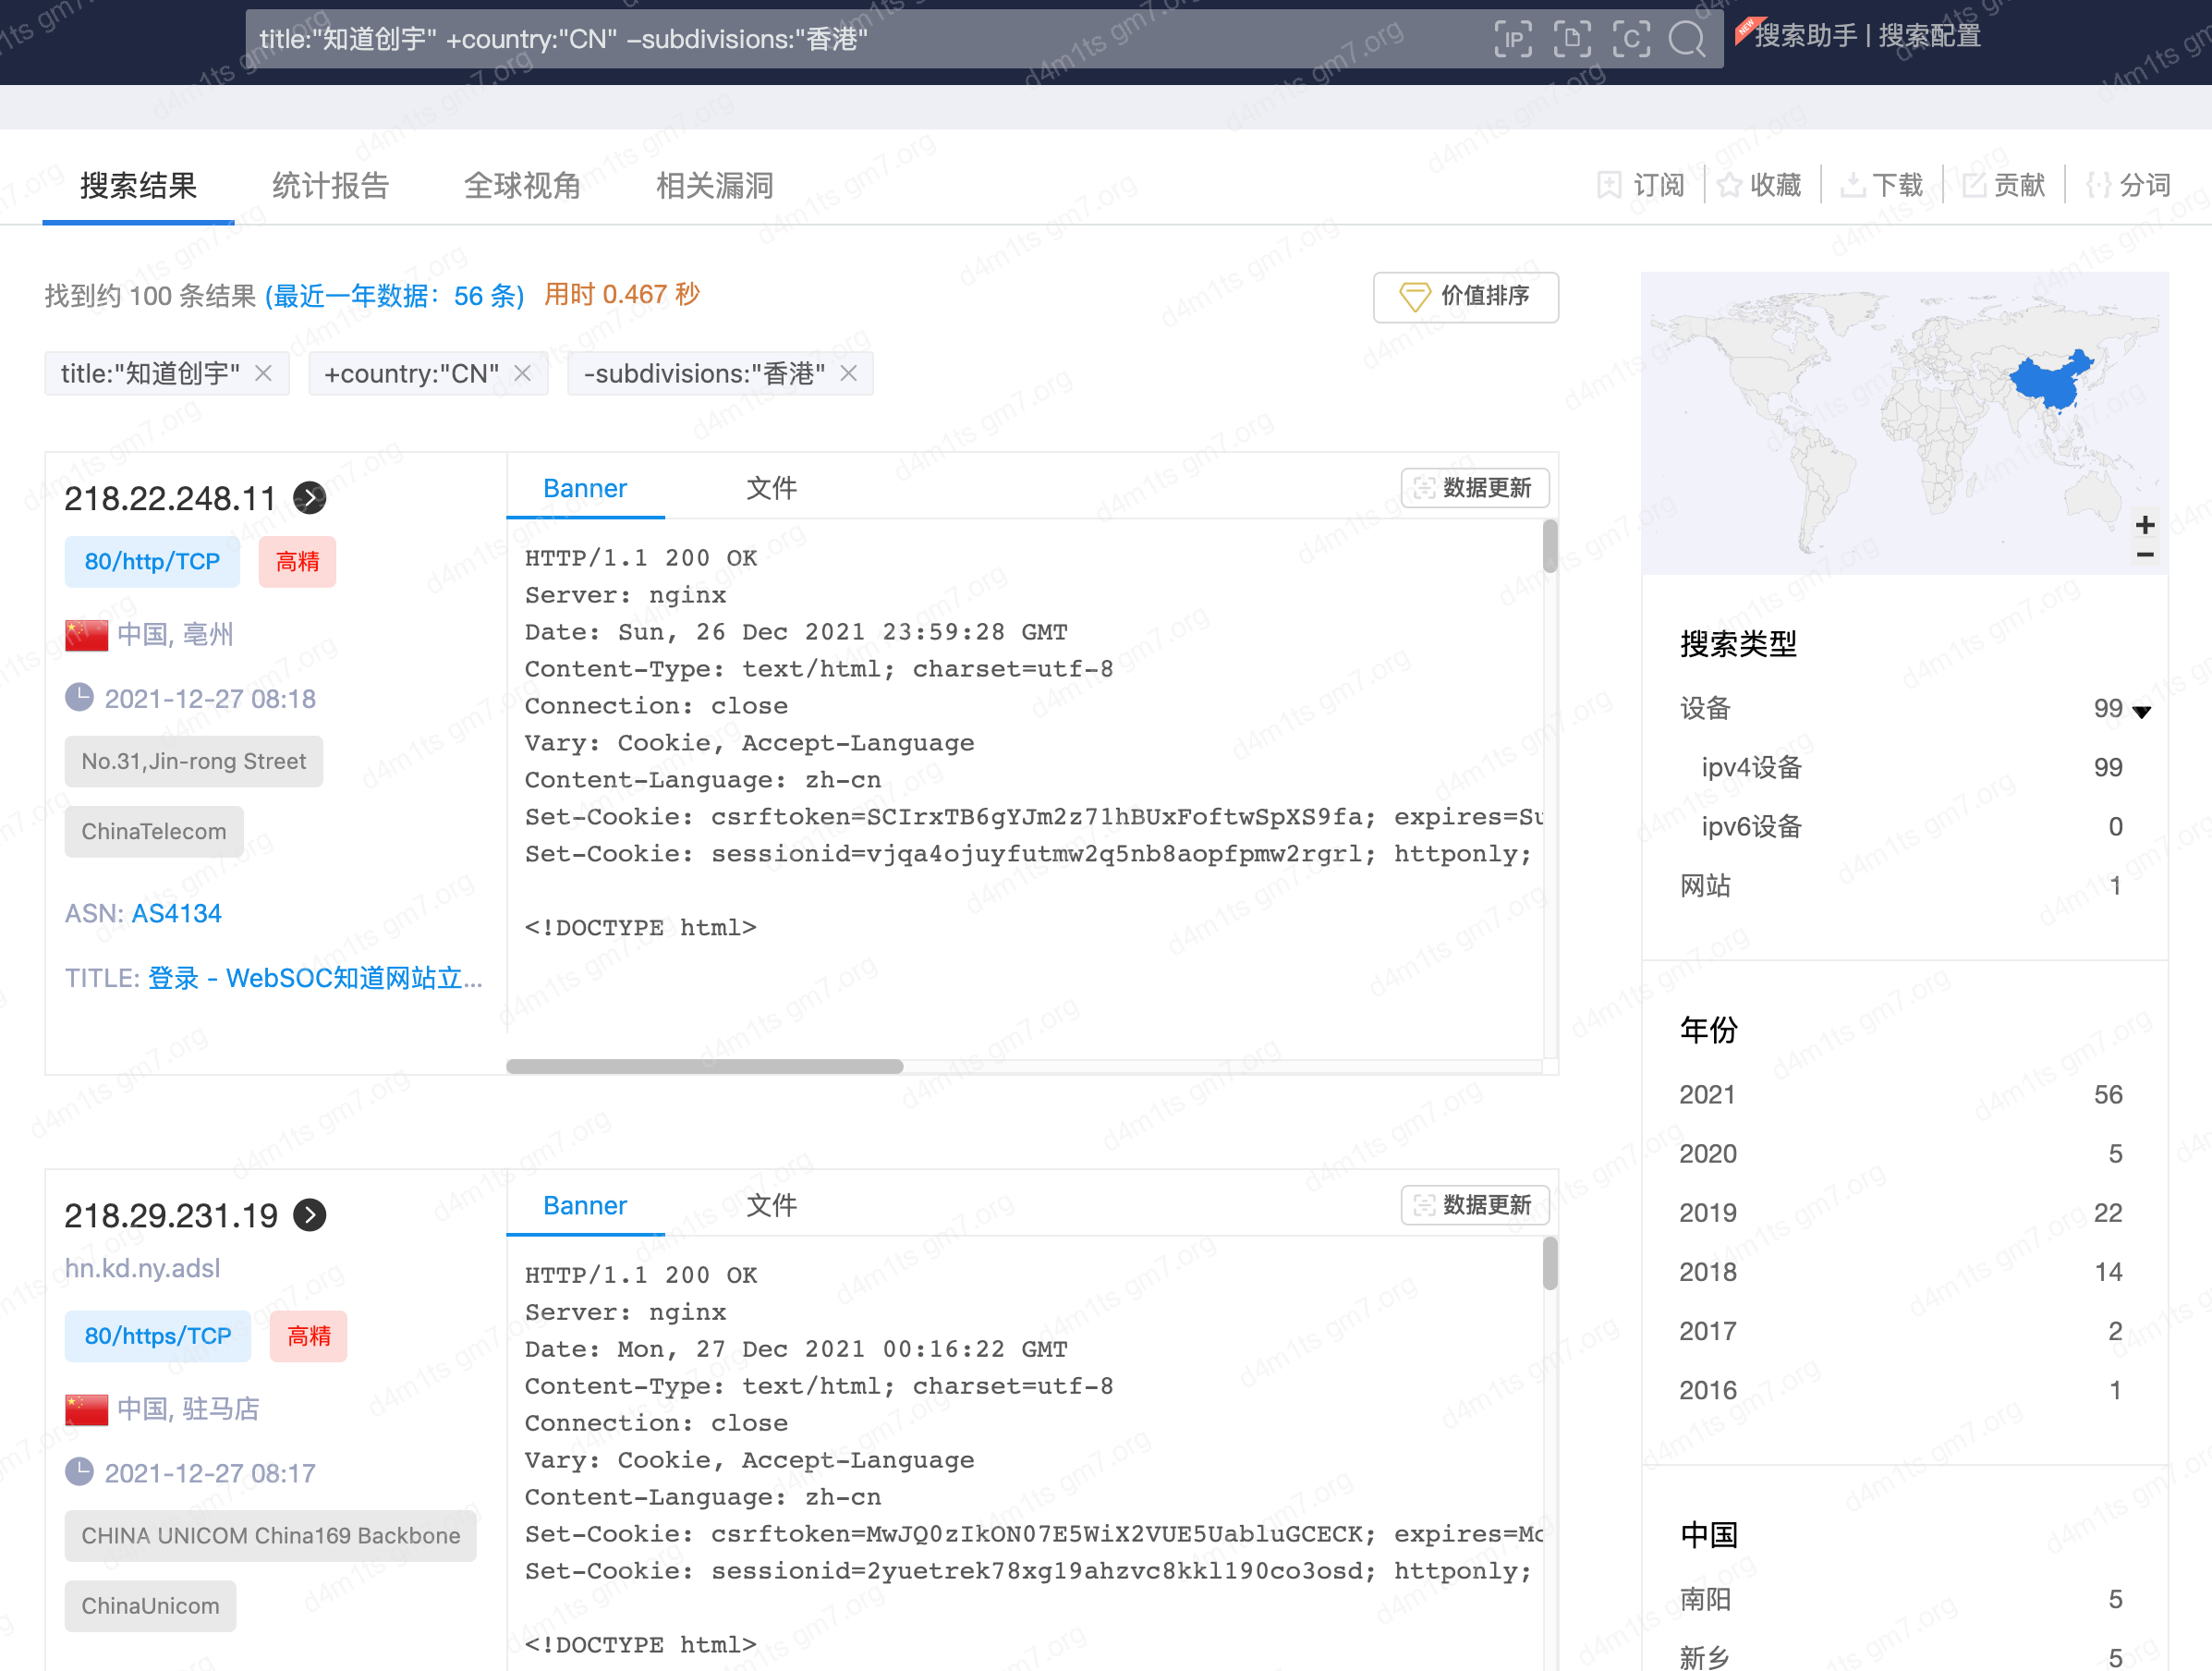 title:"知道创宇" +country:"CN" –subdivisions:"香港"
IP
C
NEW
搜索助手 | 搜索配置
搜索结果
统计报告
全球视角
相关漏洞
订阅
收藏
下载
贡献
分词
找到约 100 条结果 (最近一年数据：56 条) 用时 0.467 秒
价值排序
title:"知道创宇"
+country:"CN"
-subdivisions:"香港"
218.22.248.11
80/http/TCP
高精
中国, 亳州
2021-12-27 08:18
No.31,Jin-rong Street
ChinaTelecom
ASN: AS4134
TITLE: 登录 - WebSOC知道网站立...
Banner
文件
数据更新
HTTP/1.1 200 OK
Server: nginx
Date: Sun, 26 Dec 2021 23:59:28 GMT
Content-Type: text/html; charset=utf-8
Connection: close
Vary: Cookie, Accept-Language
Content-Language: zh-cn
Set-Cookie: csrftoken=SCIrxTB6gYJm2z71hBUxFoftwSpXS9fa; expires=Su
Set-Cookie: sessionid=vjqa4ojuyfutmw2q5nb8aopfpmw2rgrl; httponly;
<!DOCTYPE html>
218.29.231.19
hn.kd.ny.adsl
80/https/TCP
高精
中国, 驻马店
2021-12-27 08:17
CHINA UNICOM China169 Backbone
ChinaUnicom
Banner
文件
数据更新
HTTP/1.1 200 OK
Server: nginx
Date: Mon, 27 Dec 2021 00:16:22 GMT
Content-Type: text/html; charset=utf-8
Connection: close
Vary: Cookie, Accept-Language
Content-Language: zh-cn
Set-Cookie: csrftoken=MwJQ0zIkON07E5WiX2VUE5UabluGCECK; expires=Mo
Set-Cookie: sessionid=2yuetrek78xg19ahzvc8kkl190co3osd; httponly;
<!DOCTYPE html>
搜索类型
设备 99
ipv4设备 99
ipv6设备 0
网站 1
年份
2021 56
2020 5
2019 22
2018 14
2017 2
2016 1
中国
南阳 5
新乡 5
d4m1ts gm7.org